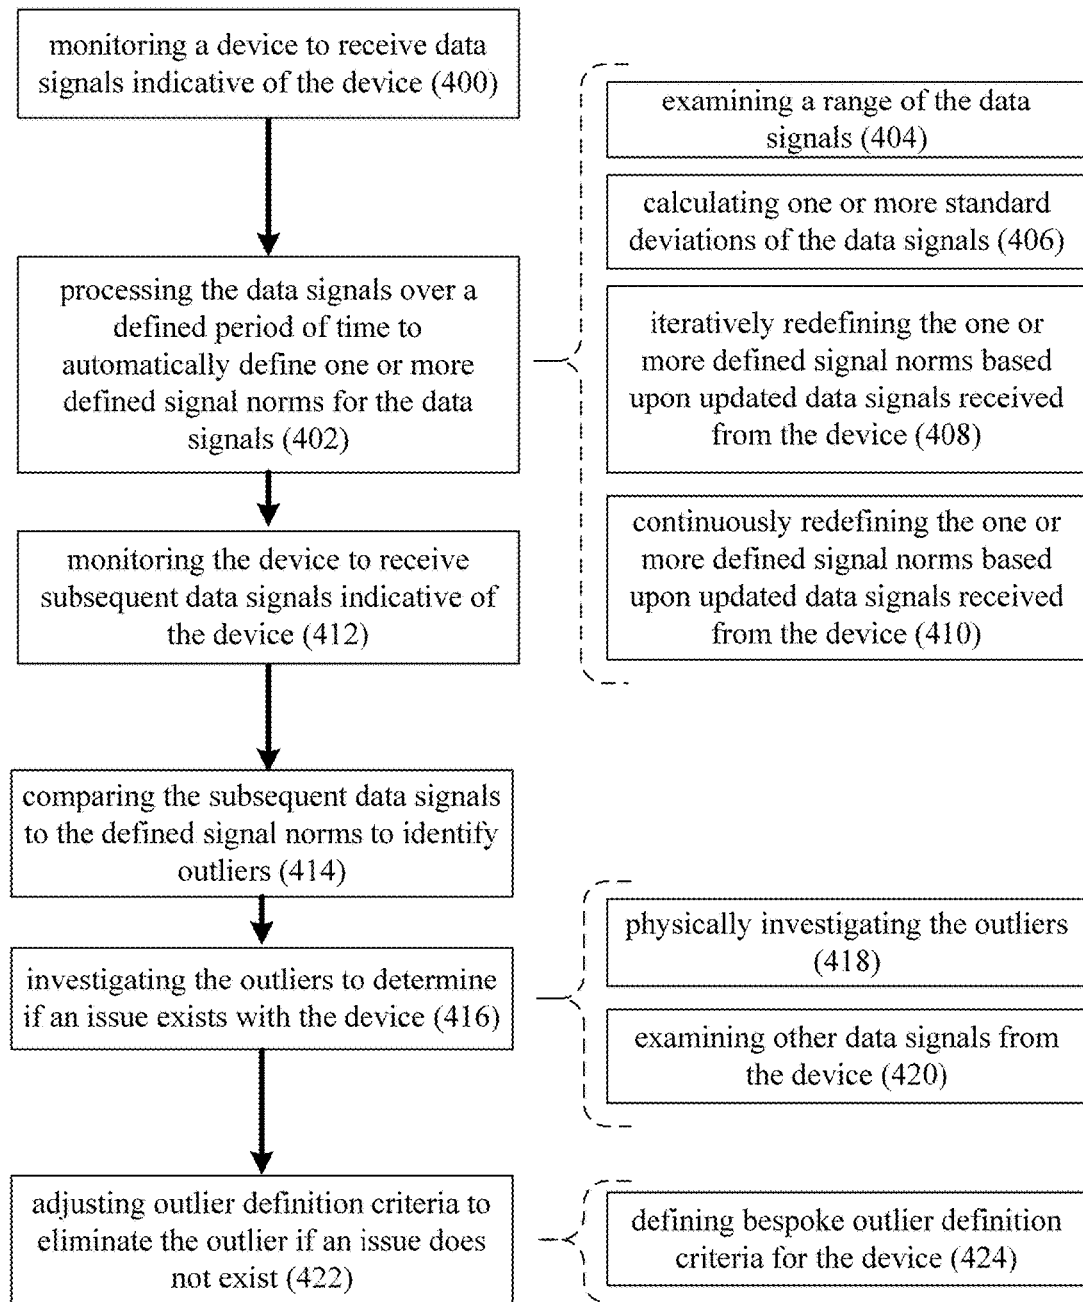 monitoring a device to receive data
signals indicative of the device (400)
processing the data signals over a
defined period of time to
automatically define one or more
defined signal norms for the data
signals (402)
examining a range of the data
signals (404)
calculating one or more standard
deviations of the data signals (406)
iteratively redefining the one or
more defined signal norms based
upon updated data signals received
from the device (408)
continuously redefining the one or
more defined signal norms based
upon updated data signals received
from the device (410)
monitoring the device to receive
subsequent data signals indicative of
the device (412)
comparing the subsequent data signals
to the defined signal norms to identify
outliers (414)
investigating the outliers to determine
if an issue exists with the device (416)
physically investigating the outliers
(418)
examining other data signals from
the device (420)
adjusting outlier definition criteria to
eliminate the outlier if an issue does
not exist (422)
defining bespoke outlier definition
criteria for the device (424)